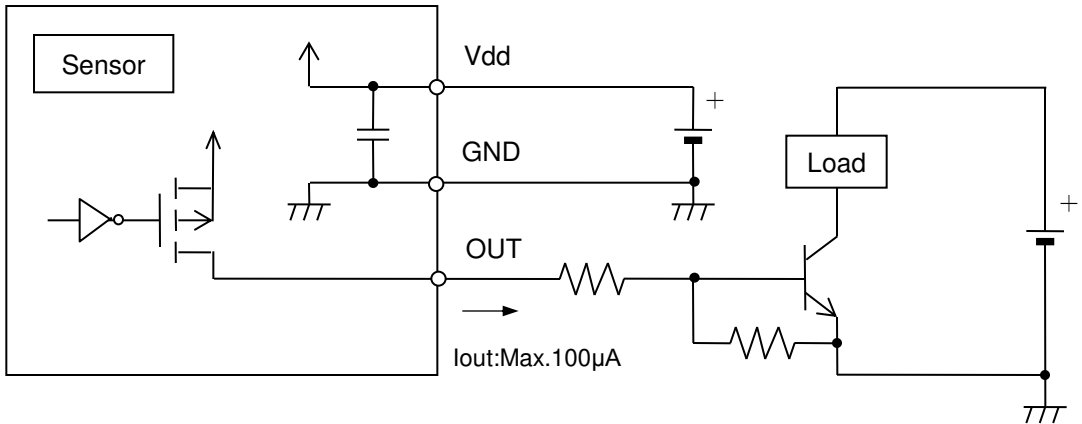 Sensor
Vdd
+
GND
Load
+
OUT
Iout:Max.100µA